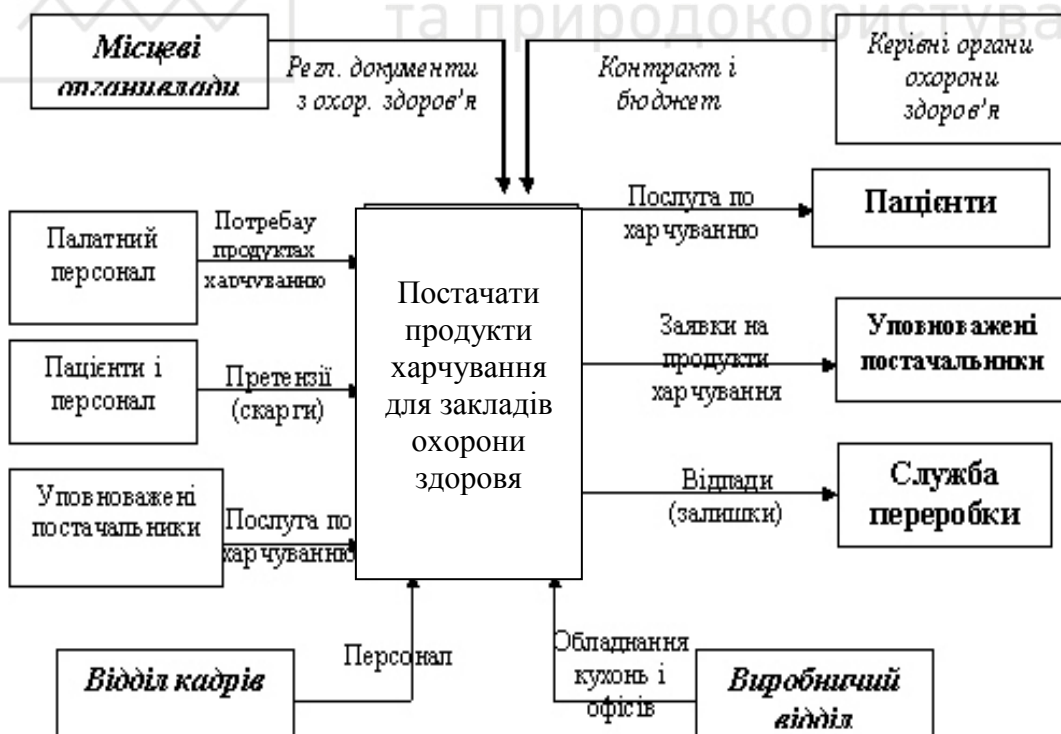 та природокористува
Місцеві
органи влади
Регл. документи
з охор. здоров'я
Контракт і
бюджет
Керівні органи
охорони
здоров'я
Палатний
персонал
Потреба у
продуктах
харчуванню
Пацієнти і
персонал
Претензії
(скарги)
Уповноважені
постачальники
Послуга по
харчуванню
Постачати
продукти
харчування
для закладів
охорони
здоровя
Послуга по
харчуванню
Пацієнти
Заявки на
продукти
харчування
Уповноважені
постачальники
Відпади
(залишки)
Служба
переробки
Відділ кадрів
Персонал
Обладнання
кухонь і
офісів
Виробничий
відділ